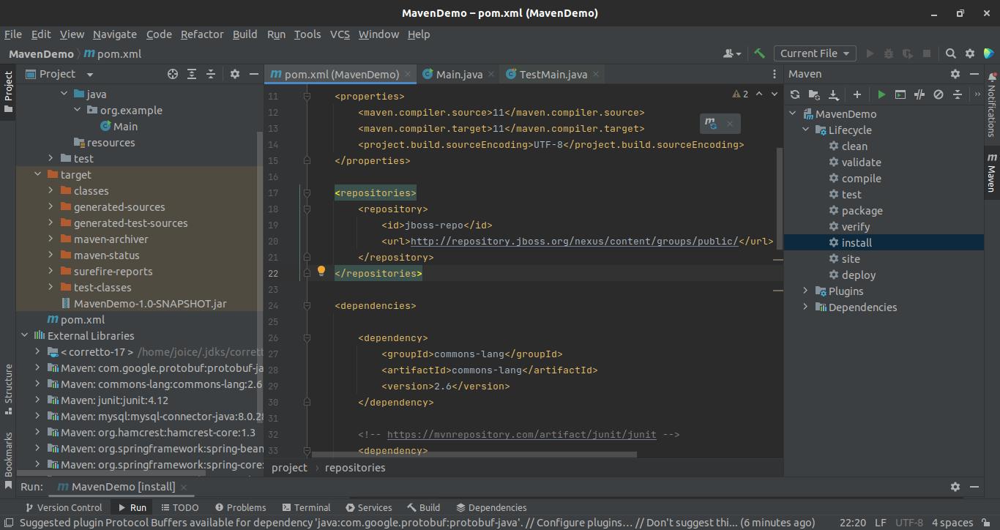 MavenDemo – pom.xml (MavenDemo)
File Edit View Navigate Code Refactor Build Run Tools VCS Window Help
MavenDemo pom.xml
Current File
Project
Project
java
org.example
Main
resources
test
target
classes
generated-sources
generated-test-sources
maven-archiver
maven-status
surefire-reports
test-classes
MavenDemo-1.0-SNAPSHOT.jar
pom.xml
External Libraries
< corretto-17 > /home/joice/.jdks/corrett
Maven: com.google.protobuf:protobuf-ja
Maven: commons-lang:commons-lang:2.6
Maven: junit:junit:4.12
Maven: mysql:mysql-connector-java:8.0.28
Maven: org.hamcrest:hamcrest-core:1.3
Maven: org.springframework:spring-bean
Maven: org.springframework:spring-core:
Structure
Bookmarks
pom.xml (MavenDemo) Main.java TestMain.java
2
11 <properties>
12 <maven.compiler.source>11</maven.compiler.source>
13 <maven.compiler.target>11</maven.compiler.target>
14 <project.build.sourceEncoding>UTF-8</project.build.sourceEncoding>
15 </properties>
16
17 <repositories>
18 <repository>
19 <id>jboss-repo</id>
20 <url>http://repository.jboss.org/nexus/content/groups/public/</url>
21 </repository>
22 </repositories>
23
24 <dependencies>
25
26 <dependency>
27 <groupId>commons-lang</groupId>
28 <artifactId>commons-lang</artifactId>
29 <version>2.6</version>
30 </dependency>
31
32 <!-- https://mvnrepository.com/artifact/junit/junit -->
33 <dependency>
project › repositories
Maven
MavenDemo
Lifecycle
clean
validate
compile
test
package
verify
install
site
deploy
Plugins
Dependencies
Notifications
Maven
Run: MavenDemo [install]
Version Control Run TODO Problems Terminal Services Build Dependencies
Suggested plugin Protocol Buffers available for dependency 'java:com.google.protobuf:protobuf-java'. // Configure plugins... // Don't suggest thi... (6 minutes ago) 22:20 LF UTF-8 4 spaces